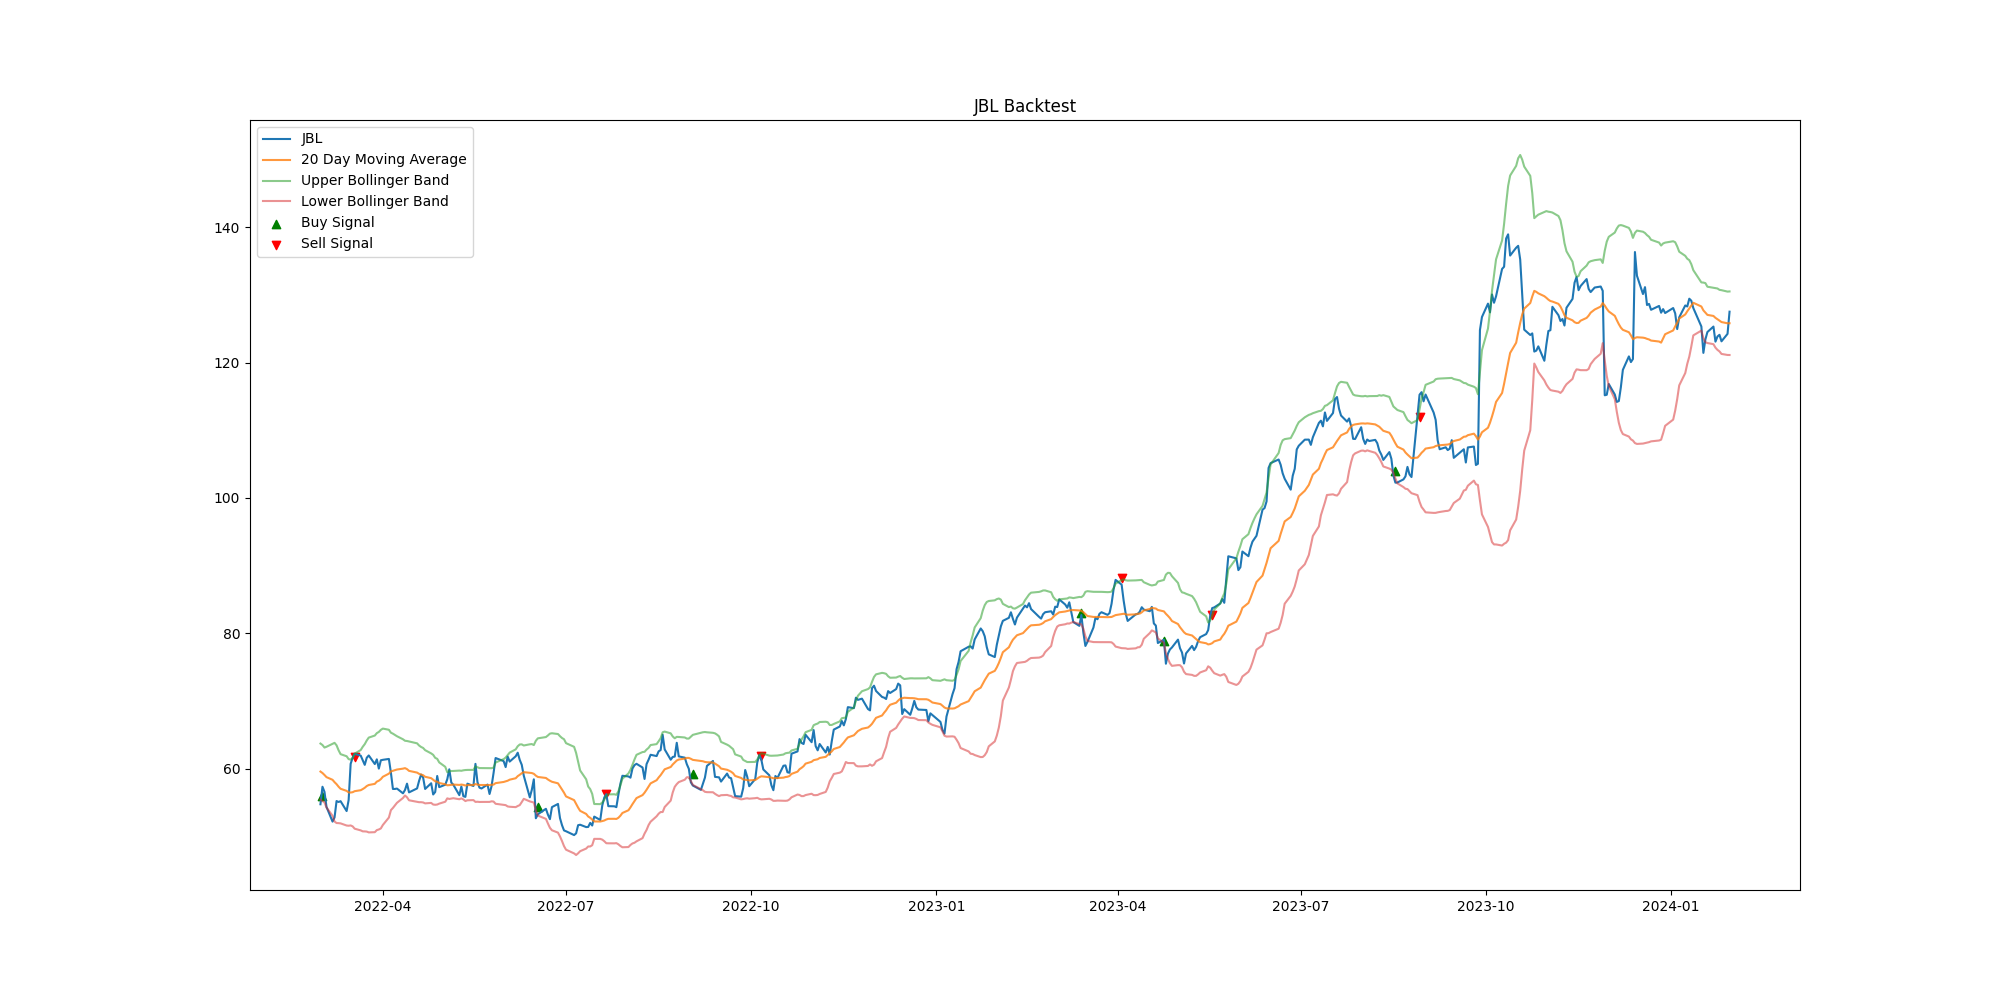 JBL Backtest
JBL
20 Day Moving Average
Upper Bollinger Band
Lower Bollinger Band
Buy Signal
Sell Signal
140
120
100
80
60
2022-04 2022-07 2022-10 2023-01 2023-04 2023-07 2023-10 2024-01